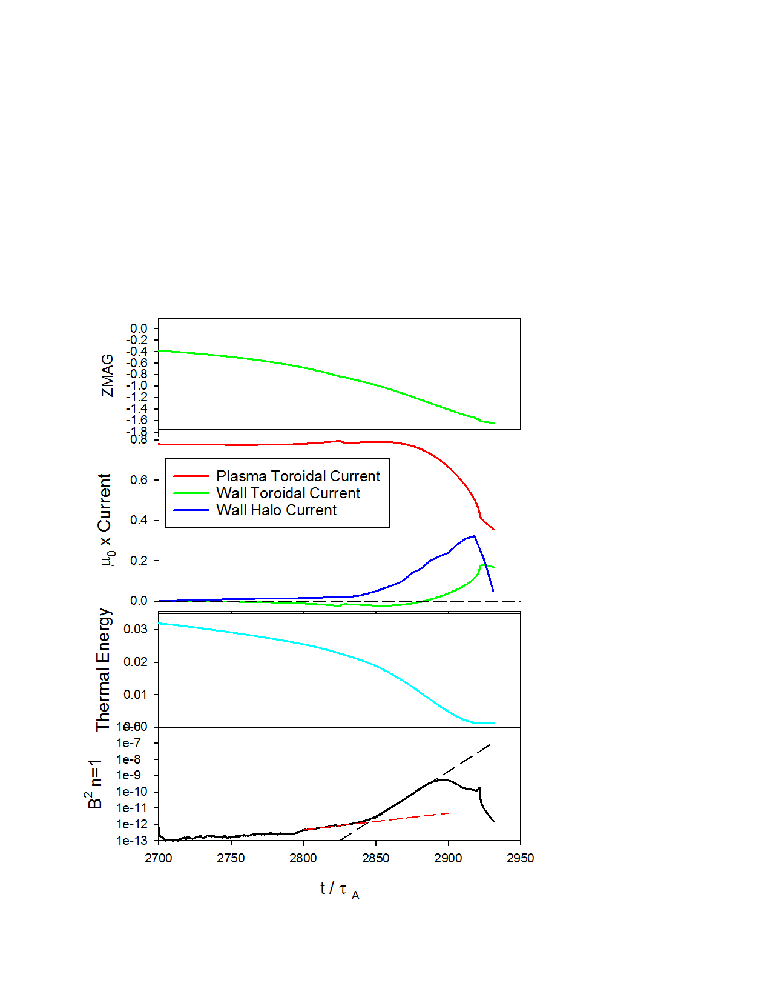 0.0
-0.2
-0.4
-0.6
-0.8
-1.0
-1.2
-1.4
-1.6
-1.8
ZMAG
0.8
0.6
0.4
0.2
0.0
μ0 x Current
Plasma Toroidal Current
Wall Toroidal Current
Wall Halo Current
0.03
0.02
0.01
Thermal Energy
1e-7
1e-8
1e-9
1e-10
1e-11
1e-12
1e-13
B2 n=1
2700 2750 2800 2850 2900 2950
t / τ A